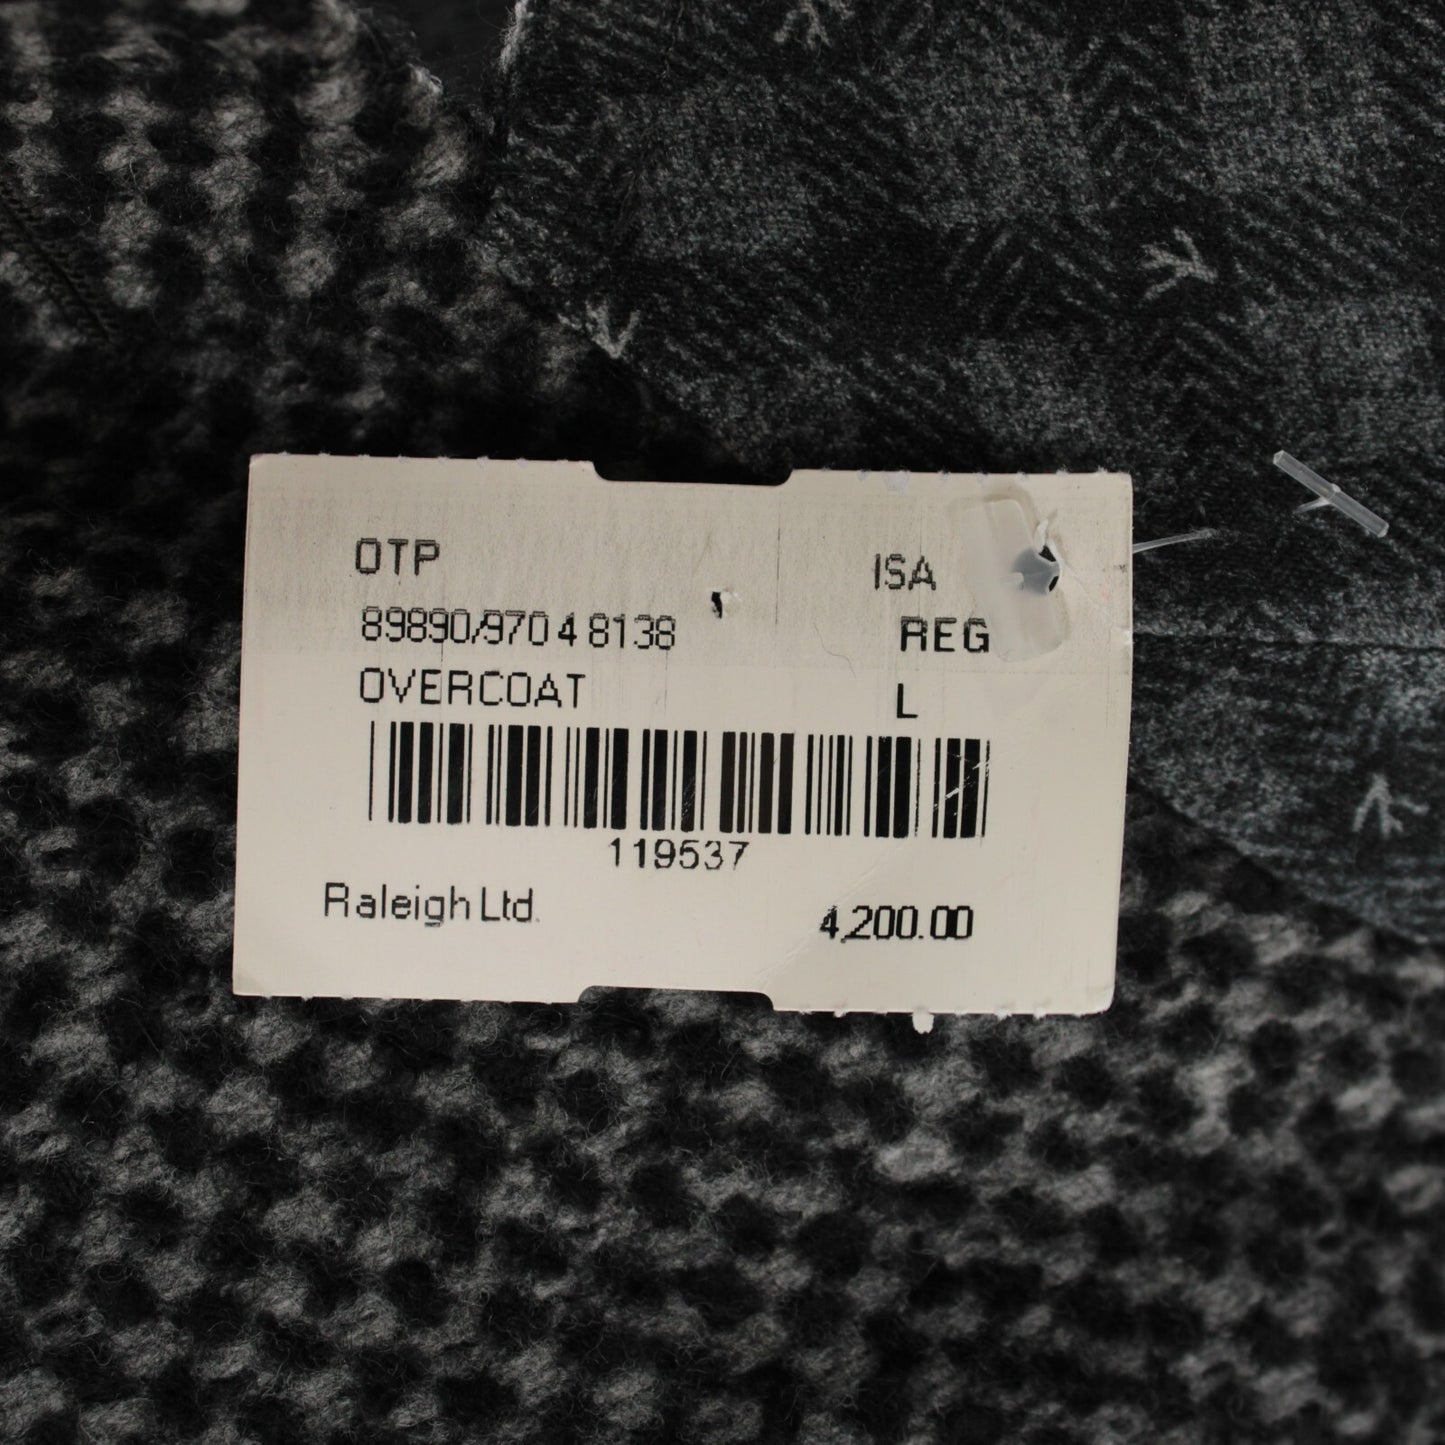 OTP ISA
89890/970 4 8138 REG
OVERCOAT L
119537
Raleigh Ltd. 4,200.00